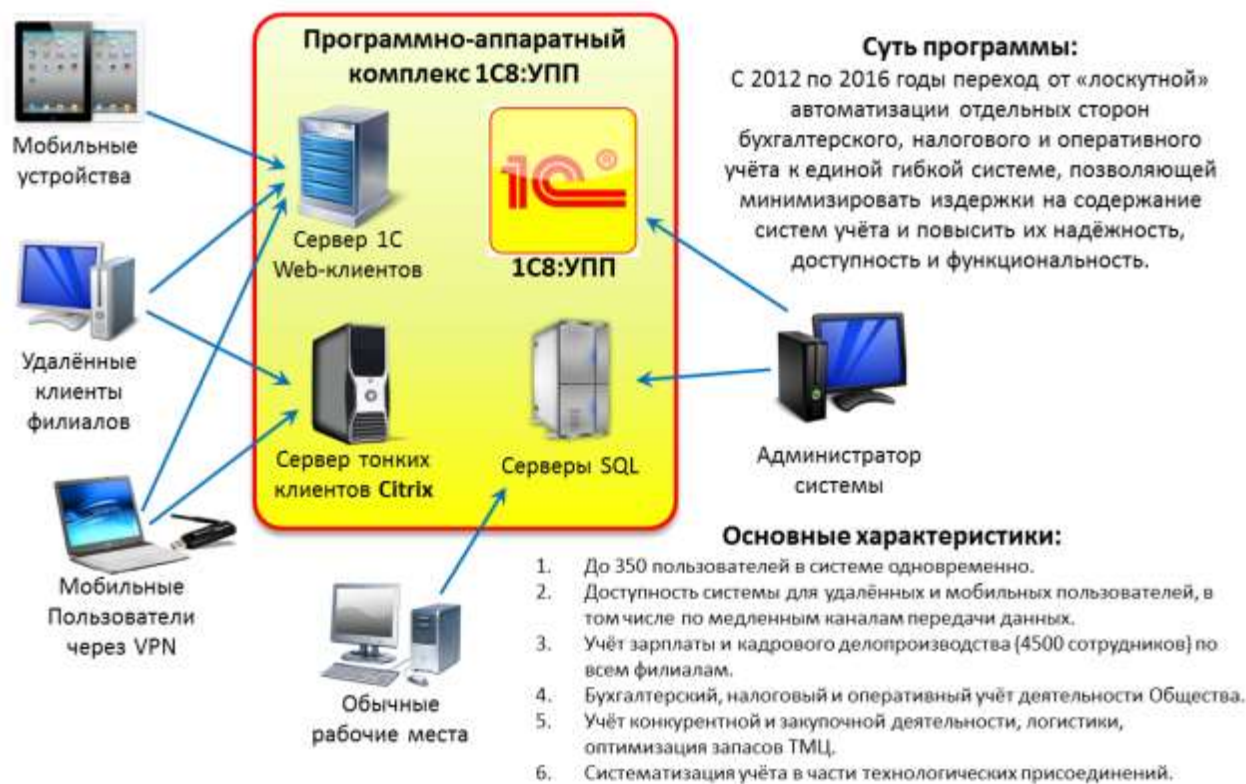 Программно-аппаратный
комплекс 1С8:УПП
Мобильные
устройства
Сервер 1С
Web-клиентов
1С
1С8:УПП
Удалённые
клиенты
филиалов
Сервер тонких
клиентов Citrix
Серверы SQL
Мобильные
Пользователи
через VPN
Обычные
рабочие места
Администратор
системы
Суть программы:
С 2012 по 2016 годы переход от «лоскутной»
автоматизации отдельных сторон
бухгалтерского, налогового и оперативного
учёта к единой гибкой системе, позволяющей
минимизировать издержки на содержание
систем учёта и повысить их надёжность,
доступность и функциональность.
Основные характеристики:
1. До 350 пользователей в системе одновременно.
2. Доступность системы для удалённых и мобильных пользователей, в
том числе по медленным каналам передачи данных.
3. Учёт зарплаты и кадрового делопроизводства (4500 сотрудников) по
всем филиалам.
4. Бухгалтерский, налоговый и оперативный учёт деятельности Общества.
5. Учёт конкурентной и закупочной деятельности, логистики,
оптимизация запасов ТМЦ.
6. Систематизация учёта в части технологических присоединений.